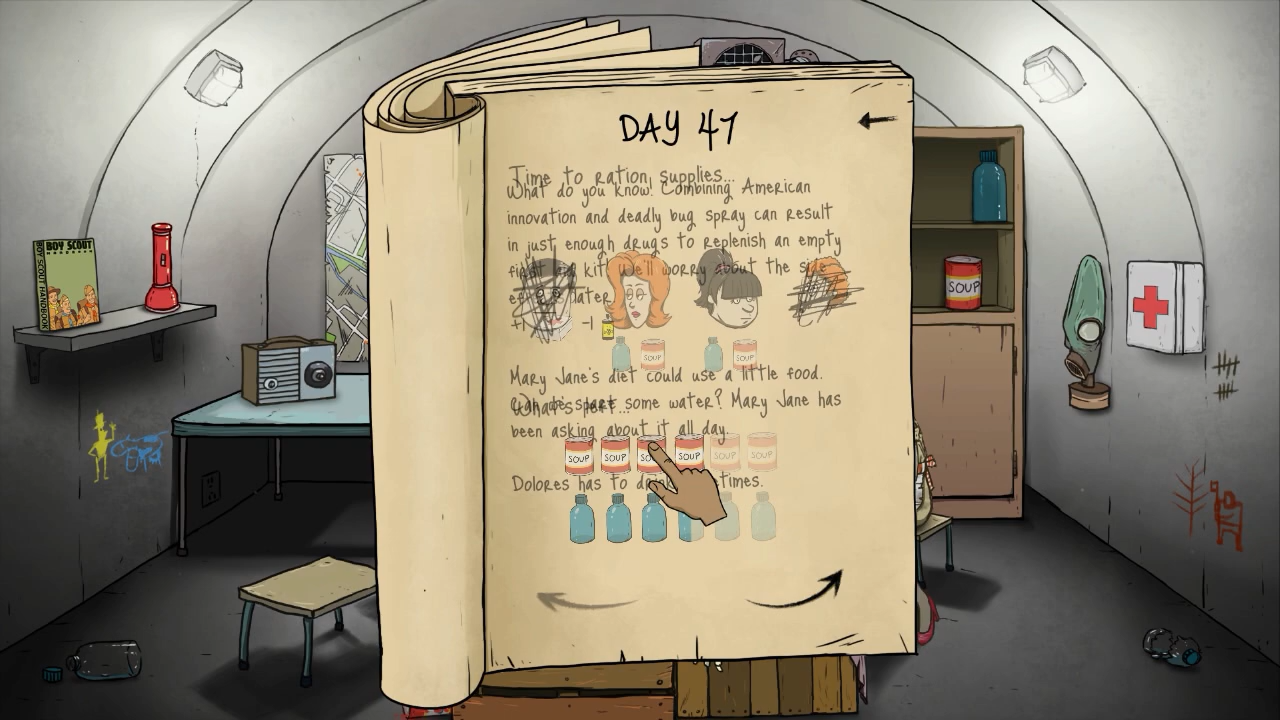 DAY 47
Time to ration supplies...
What do you know! Combining American
innovation and deadly bug spray can result
in just enough drugs to replenish an empty
first aid kit! We'll worry about the side
later
+1 -1
SOUP SOUP
Mary Jane's diet could use a little food.
Can we spare some water? Mary Jane has
What's left...
been asking about it all day.
SOUP SOUP SOUP SOUP SOUP
Dolores has to drink sometimes.
BOY SCOUT
BOY SCOUT HANDBOOK
SOUP